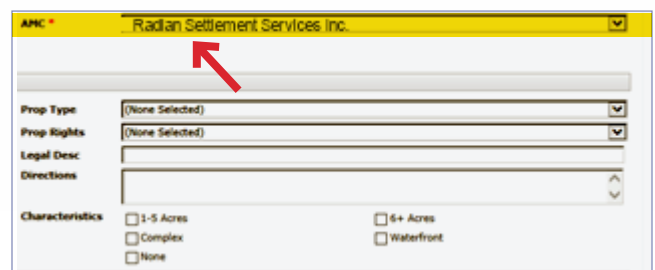 AMC * Radian Settlement Services Inc.
Prop Type (None Selected)
Prop Rights (None Selected)
Legal Desc
Directions
Characteristics 1-5 Acres 6+ Acres
Complex Waterfront
None